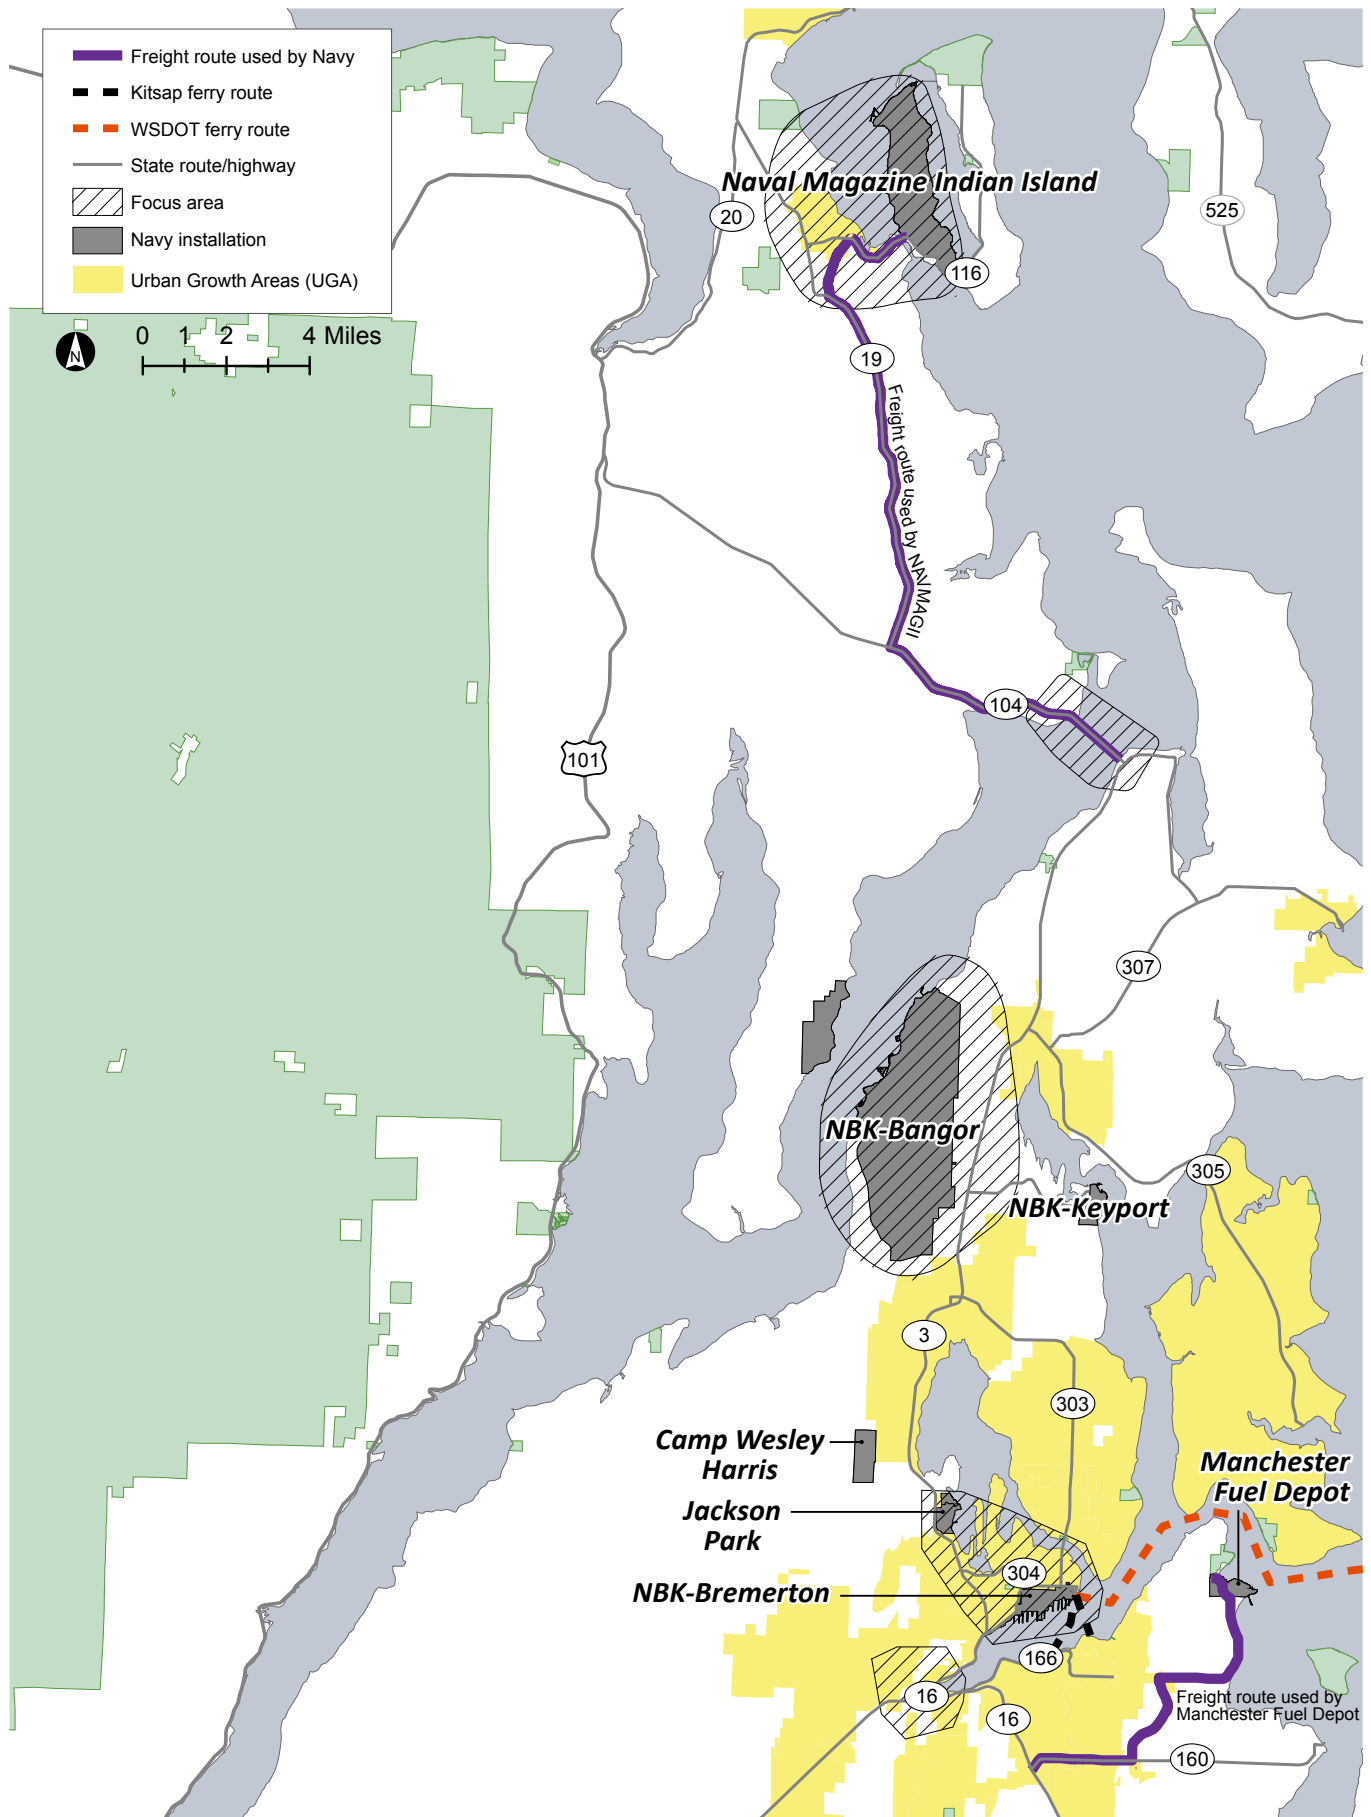 Freight route used by Navy
Kitsap ferry route
WSDOT ferry route
State route/highway
Focus area
Navy installation
Urban Growth Areas (UGA)
N
0 1 2 4 Miles
Naval Magazine Indian Island
20
525
116
19
Freight route used by NAVMAGII
104
101
307
NBK-Bangor
305
NBK-Keyport
3
303
Camp Wesley
Harris
Manchester
Fuel Depot
Jackson
Park
304
NBK-Bremerton
166
16
16
Freight route used by
Manchester Fuel Depot
160